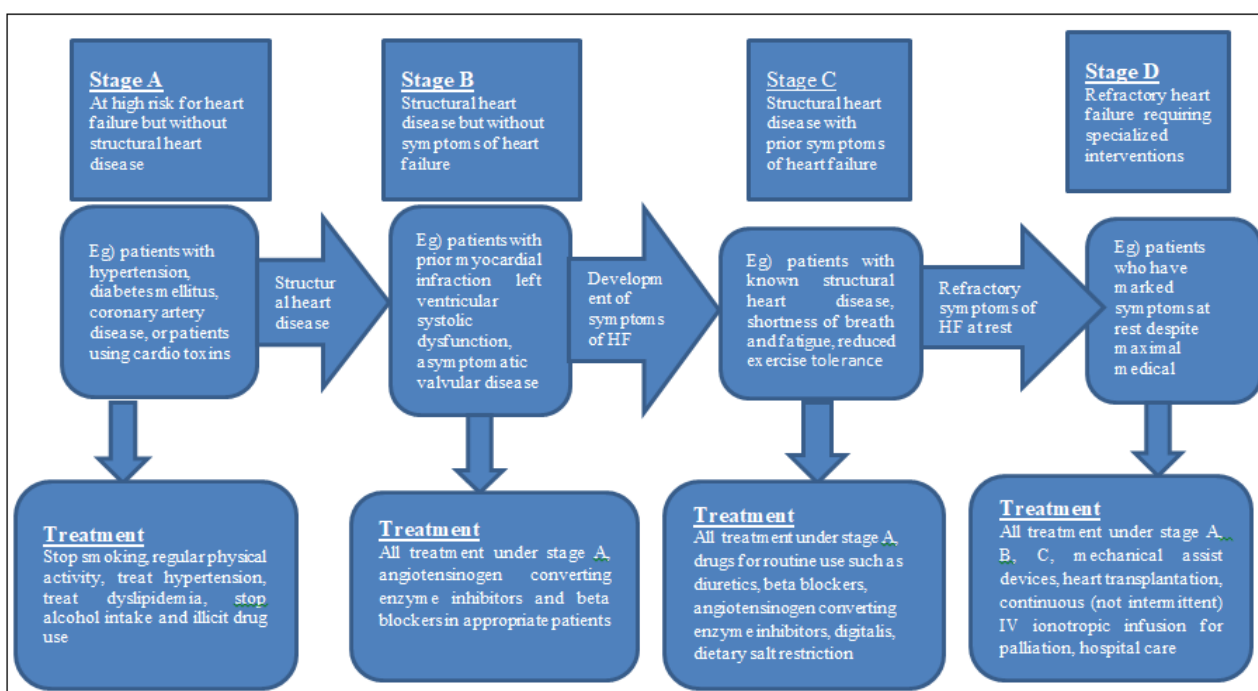 Stage A
At high risk for heart
failure but without
structural heart
disease
Stage B
Structural heart
disease but without
symptoms of heart
failure
Stage C
Structural heart
disease with
prior symptoms
of heart failure
Stage D
Refractory heart
failure requiring
specialized
interventions
Eg) patients with
hypertension,
diabetes mellitus,
coronary artery
disease, or patients
using cardio toxins
Structur
al heart
disease
Eg) patients with
prior myocardial
infraction left
ventricular
systolic
dysfunction,
asymptomatic
valvular disease
Developm
ent of
symptoms
of HF
Eg) patients with
known structural
heart disease,
shortness of breath
and fatigue, reduced
exercise tolerance
Refractory
symptoms of
HF at rest
Eg) patients
who have
marked
symptoms at
rest despite
maximal
medical
Treatment
Stop smoking, regular physical
activity, treat hypertension,
treat dyslipidemia, stop
alcohol intake and illicit drug
use
Treatment
All treatment under stage A,
angiotensinogen converting
enzyme inhibitors and beta
blockers in appropriate patients
Treatment
All treatment under stage A,
drugs for routine use such as
diuretics, beta blockers,
angiotensinogen converting
enzyme inhibitors, digitalis,
dietary salt restriction
Treatment
All treatment under stage A,
B, C, mechanical assist
devices, heart transplantation,
continuous (not intermittent)
IV ionotropic infusion for
palliation, hospital care